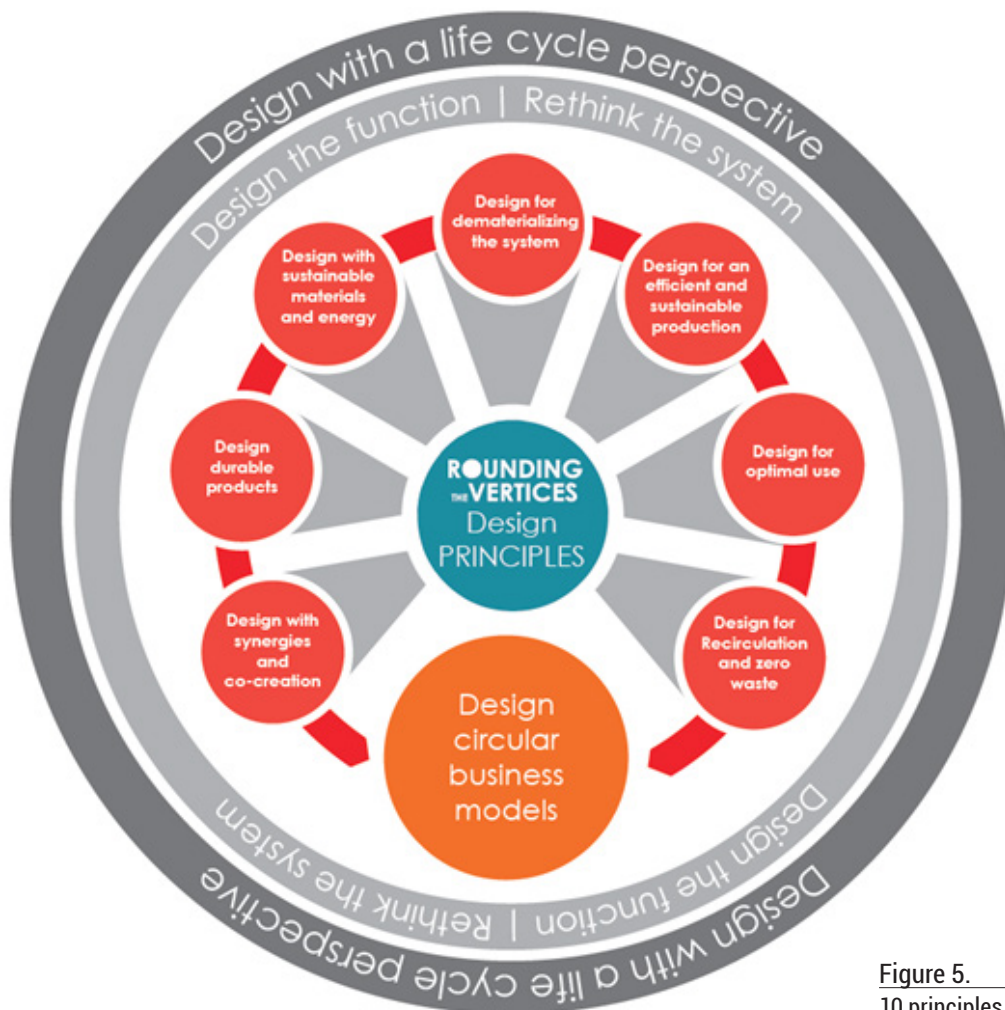 Design with a life cycle perspective
Design the function | Rethink the system
Design for
dematerializing
the system
Design with
sustainable
materials
and energy
Design for an
efficient and
sustainable
production
Design
durable
products
Design for
optimal use
ROUNDING
THE VERTICES
Design
PRINCIPLES
Design with
synergies
and
co-creation
Design for
Recirculation
and zero
waste
Design
circular
business
models
Design the function | Rethink the system
Design with a life cycle perspective
Figure 5.
10 principles